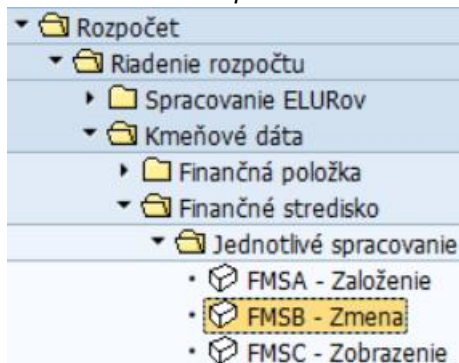 Rozpočet
Riadenie rozpočtu
Spracovanie ELURov
Kmeňové dáta
Finančná položka
Finančné stredisko
Jednotlivé spracovanie
FMSA - Založenie
FMSB - Zmena
FMSC - Zobrazenie